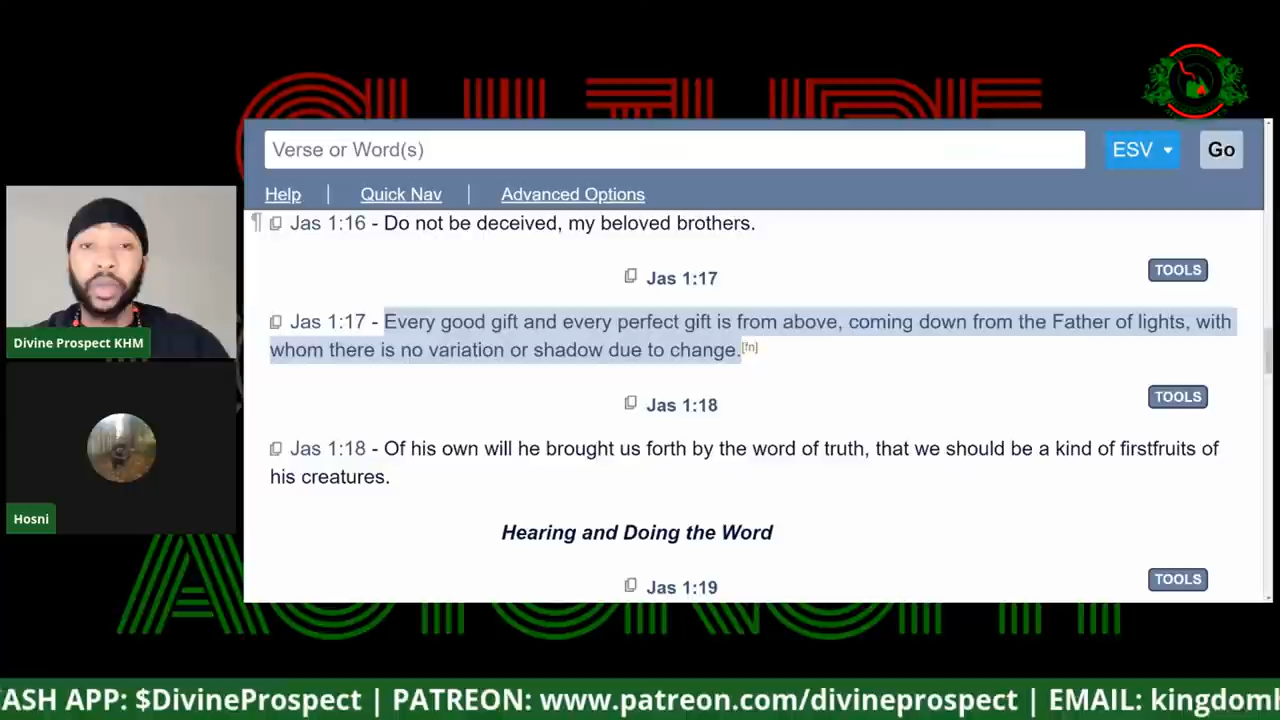 Verse or Word(s)
ESV
Go
Help | Quick Nav | Advanced Options
¶ Jas 1:16 - Do not be deceived, my beloved brothers.
Jas 1:17
TOOLS
Jas 1:17 - Every good gift and every perfect gift is from above, coming down from the Father of lights, with
whom there is no variation or shadow due to change.[fn]
Jas 1:18
TOOLS
Jas 1:18 - Of his own will he brought us forth by the word of truth, that we should be a kind of firstfruits of
his creatures.
Hearing and Doing the Word
Jas 1:19
TOOLS
Divine Prospect KHM
Hosni
ASH APP: $DivineProspect | PATREON: www.patreon.com/divineprospect | EMAIL: kingdom